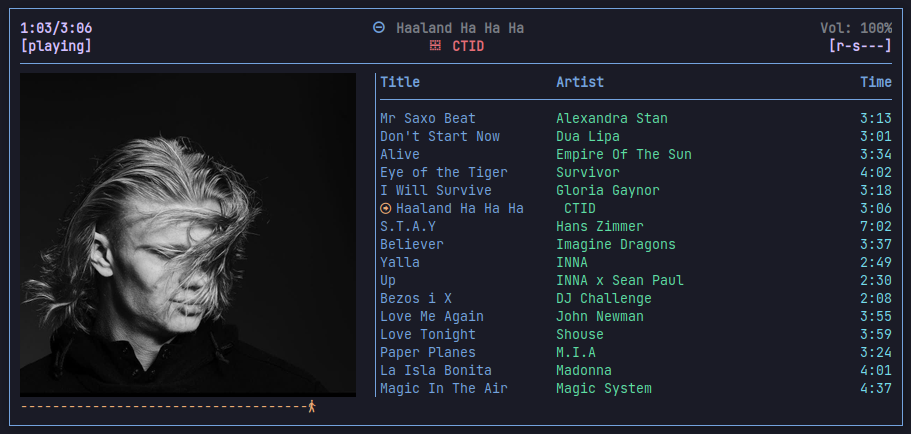 1:03/3:06 Haaland Ha Ha Ha Vol: 100%
[playing] CTID [r-s---]
Title Artist Time
Mr Saxo Beat Alexandra Stan 3:13
Don't Start Now Dua Lipa 3:01
Alive Empire Of The Sun 3:34
Eye of the Tiger Survivor 4:02
I Will Survive Gloria Gaynor 3:18
Haaland Ha Ha Ha CTID 3:06
S.T.A.Y Hans Zimmer 7:02
Believer Imagine Dragons 3:37
Yalla INNA 2:49
Up INNA x Sean Paul 2:30
Bezos i X DJ Challenge 2:08
Love Me Again John Newman 3:55
Love Tonight Shouse 3:59
Paper Planes M.I.A 3:24
La Isla Bonita Madonna 4:01
Magic In The Air Magic System 4:37